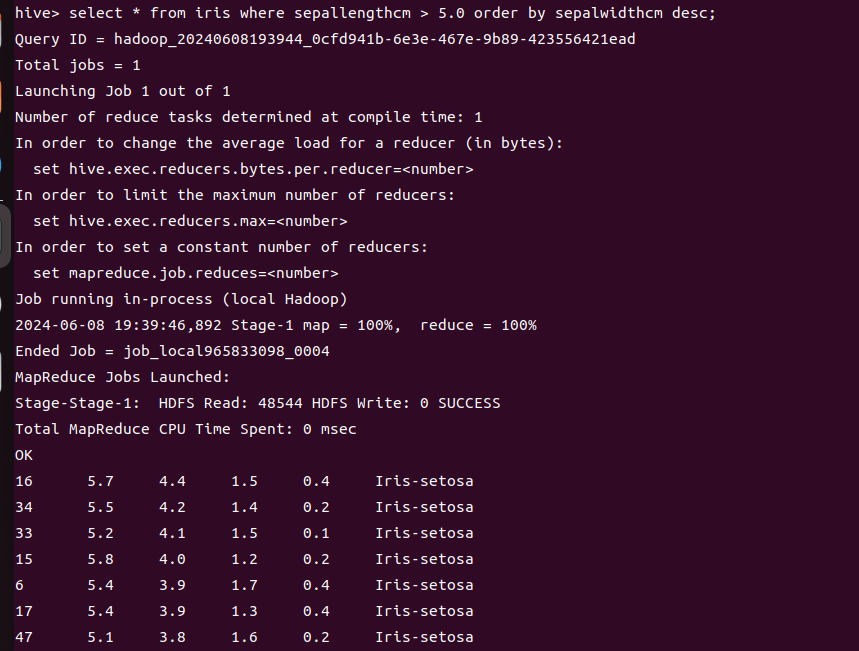 hive> select * from iris where sepallengthcm > 5.0 order by sepalwidthcm desc;
Query ID = hadoop_20240608193944_0cfd941b-6e3e-467e-9b89-423556421ead
Total jobs = 1
Launching Job 1 out of 1
Number of reduce tasks determined at compile time: 1
In order to change the average load for a reducer (in bytes):
  set hive.exec.reducers.bytes.per.reducer=<number>
In order to limit the maximum number of reducers:
  set hive.exec.reducers.max=<number>
In order to set a constant number of reducers:
  set mapreduce.job.reduces=<number>
Job running in-process (local Hadoop)
2024-06-08 19:39:46,892 Stage-1 map = 100%,  reduce = 100%
Ended Job = job_local965833098_0004
MapReduce Jobs Launched:
Stage-Stage-1:  HDFS Read: 48544 HDFS Write: 0 SUCCESS
Total MapReduce CPU Time Spent: 0 msec
OK
16      5.7     4.4     1.5     0.4     Iris-setosa
34      5.5     4.2     1.4     0.2     Iris-setosa
33      5.2     4.1     1.5     0.1     Iris-setosa
15      5.8     4.0     1.2     0.2     Iris-setosa
6       5.4     3.9     1.7     0.4     Iris-setosa
17      5.4     3.9     1.3     0.4     Iris-setosa
47      5.1     3.8     1.6     0.2     Iris-setosa